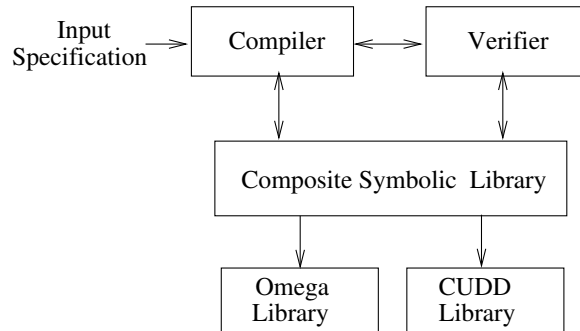 Input
Specification
Compiler
Verifier
Composite Symbolic Library
Omega
Library
CUDD
Library